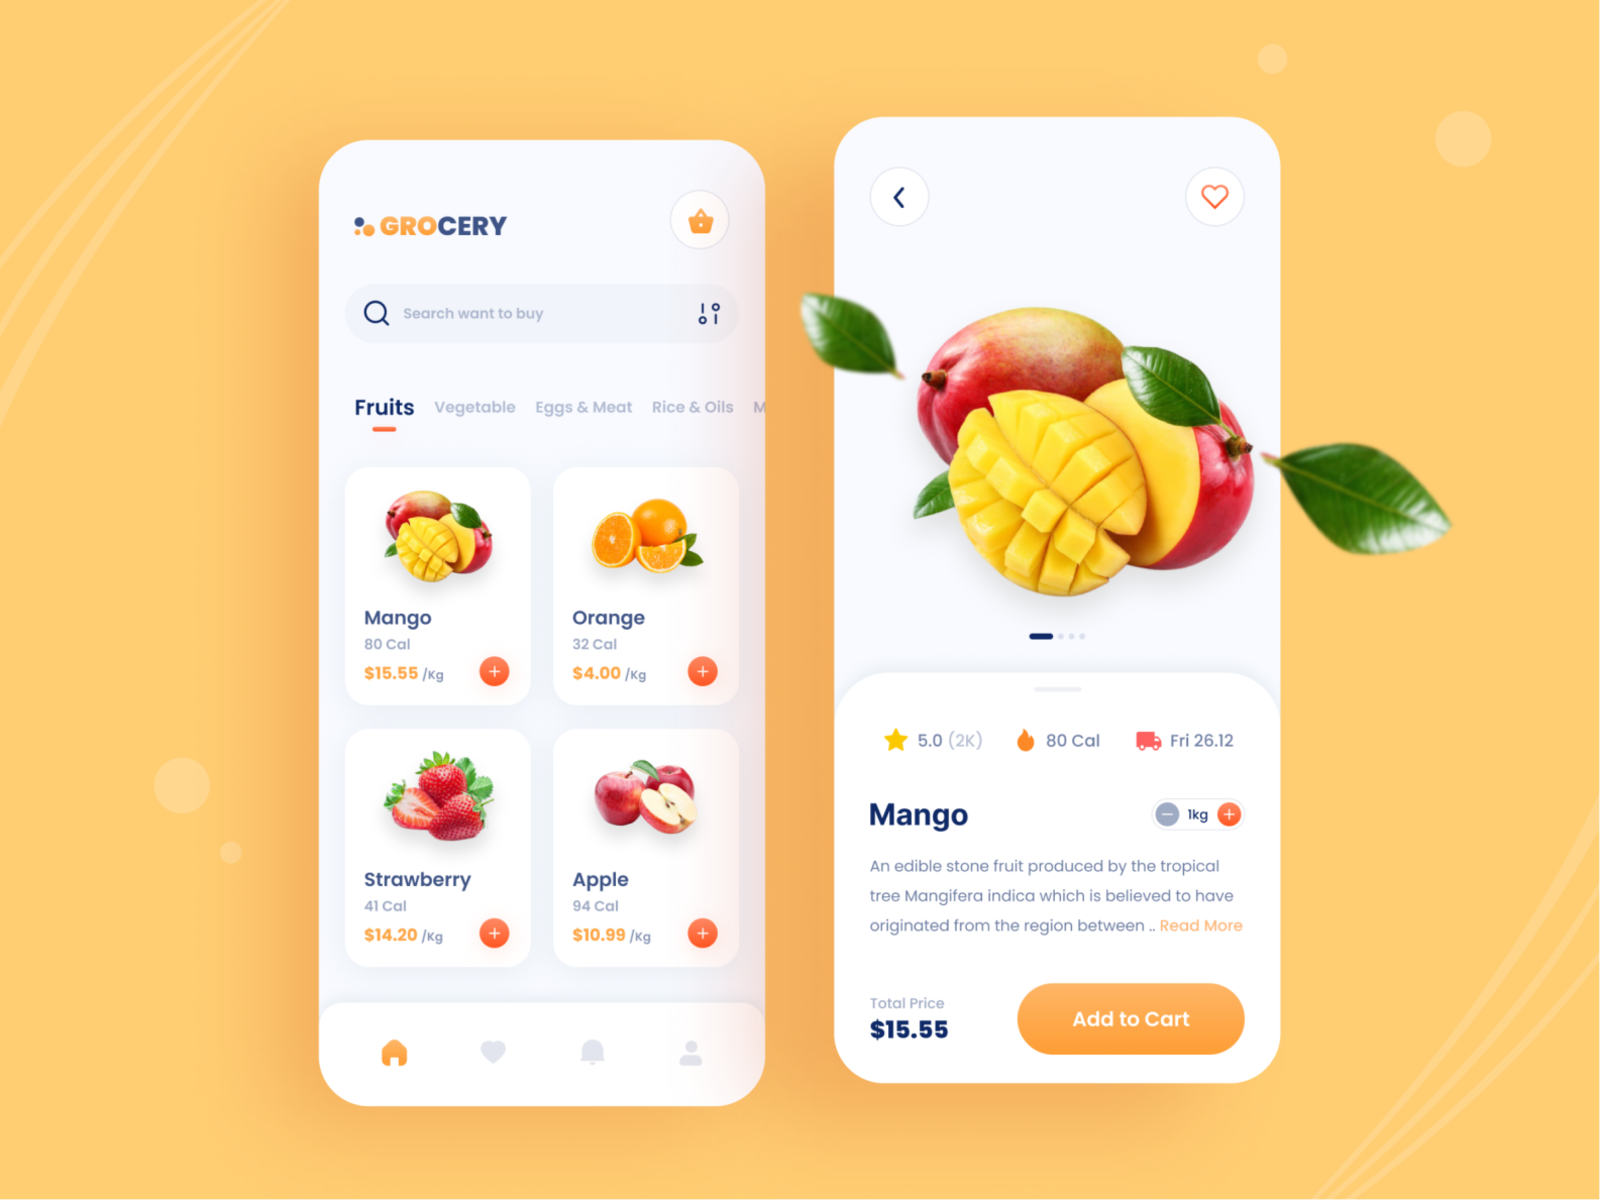 GROCERY
Search want to buy
Fruits Vegetable Eggs & Meat Rice & Oils M
Mango
80 Cal
$15.55 /Kg
Orange
32 Cal
$4.00 /Kg
Strawberry
41 Cal
$14.20 /Kg
Apple
94 Cal
$10.99 /Kg
5.0 (2K) 80 Cal Fri 26.12
Mango
1kg
An edible stone fruit produced by the tropical
tree Mangifera indica which is believed to have
originated from the region between .. Read More
Total Price
$15.55
Add to Cart